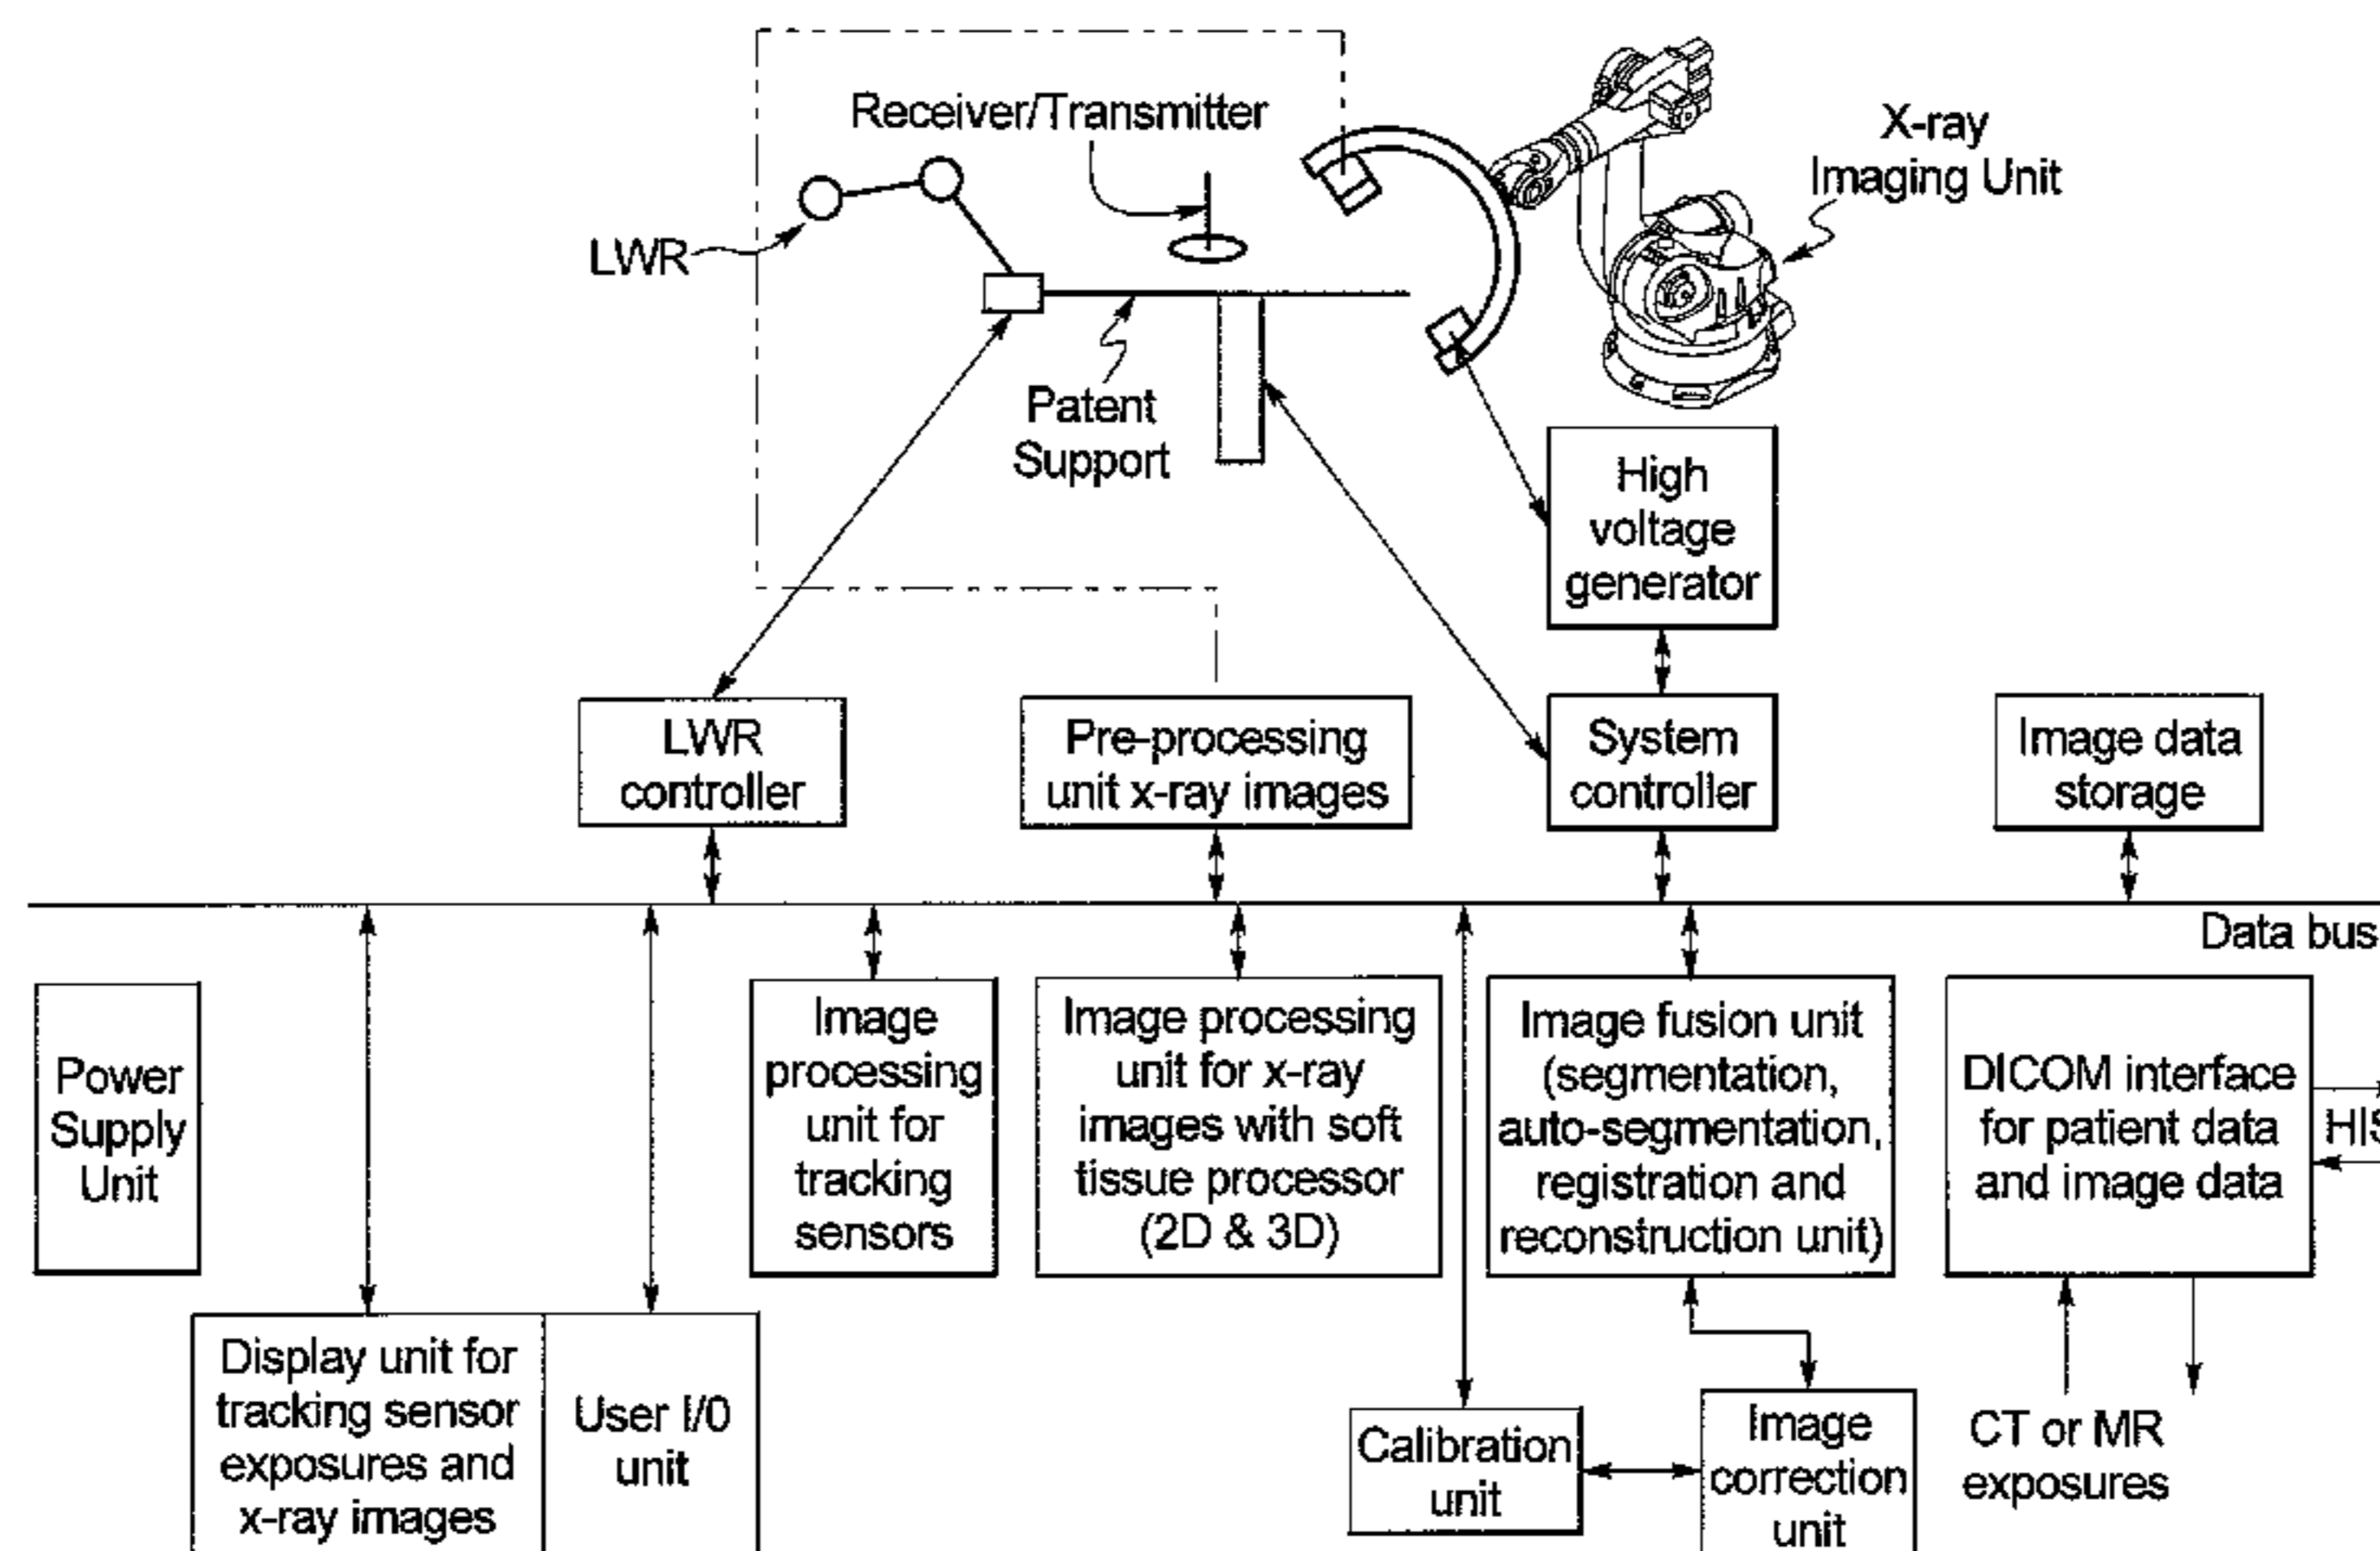 Receiver/Transmitter
X-ray
Imaging Unit
LWR
Patent
Support
High
voltage
generator
LWR
controller
Pre-processing
unit x-ray images
System
controller
Image data
storage
Data bus
Power
Supply
Unit
Image
processing
unit for
tracking
sensors
Image processing
unit for x-ray
images with soft
tissue processor
(2D & 3D)
Image fusion unit
(segmentation,
auto-segmentation,
registration and
reconstruction unit)
DICOM interface
for patient data
and image data
HIS
Display unit for
tracking sensor
exposures and
x-ray images
User I/0
unit
Calibration
unit
Image
correction
unit
CT or MR
exposures